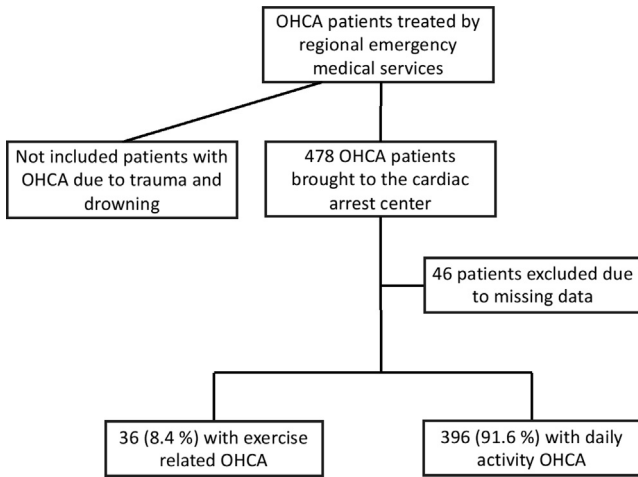 OHCA patients treated by
regional emergency
medical services
Not included patients with
OHCA due to trauma and
drowning
478 OHCA patients
brought to the cardiac
arrest center
46 patients excluded due
to missing data
36 (8.4 %) with exercise
related OHCA
396 (91.6 %) with daily
activity OHCA